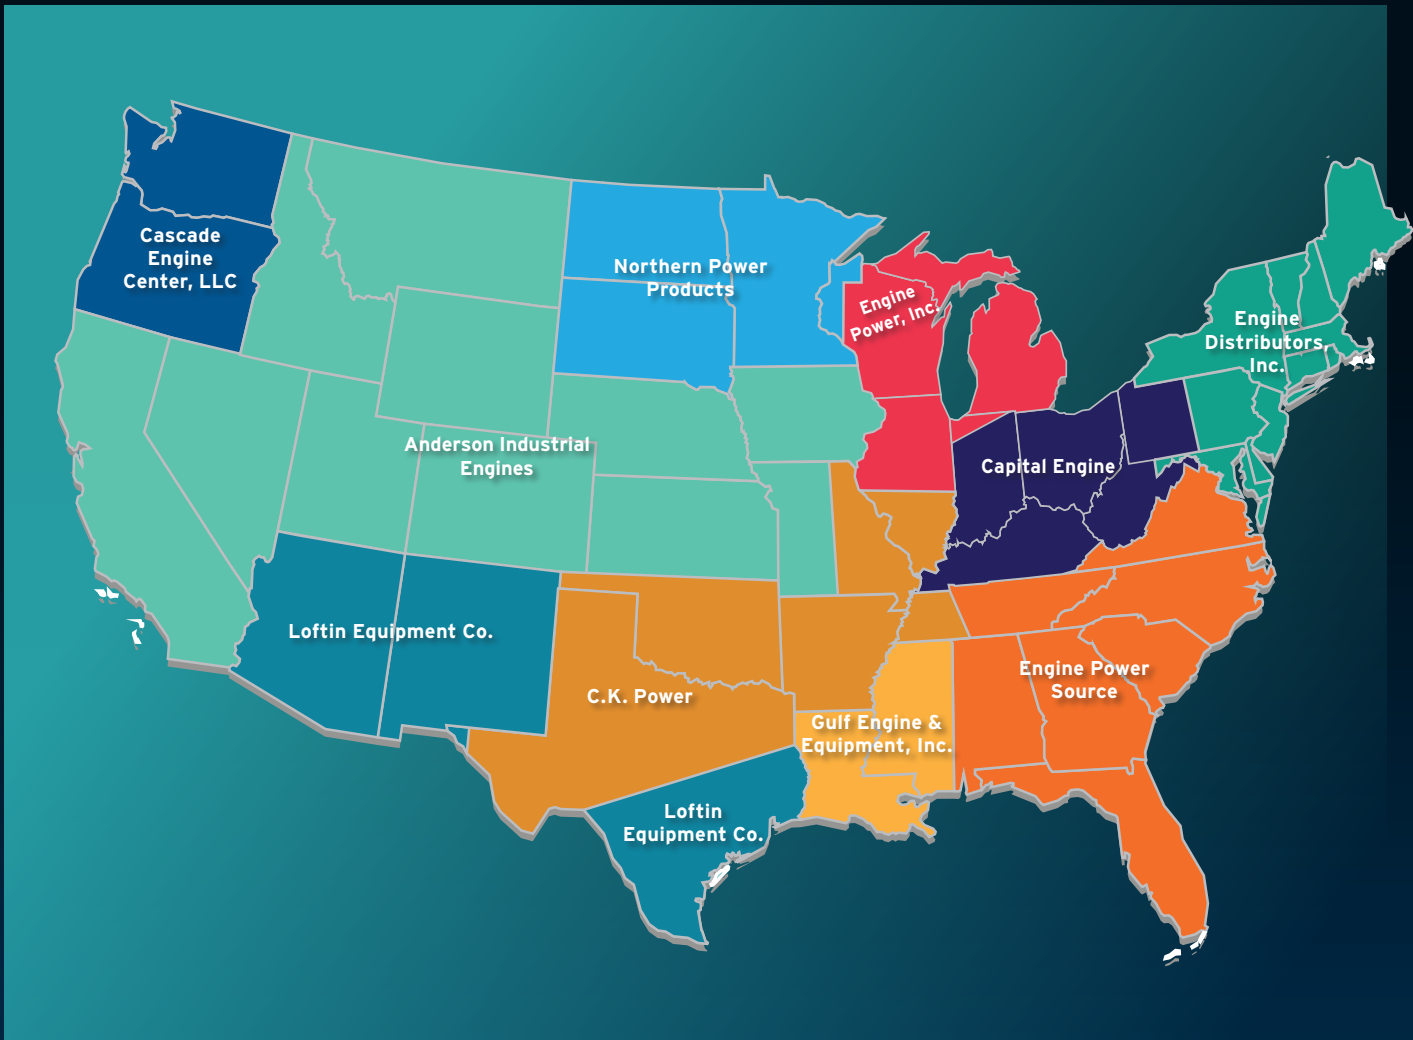 Cascade
Engine
Center, LLC
Northern Power
Products
Engine
Power, Inc.
Engine
Distributors,
Inc.
Anderson Industrial
Engines
Capital Engine
Loftin Equipment Co.
C.K. Power
Engine Power
Source
Gulf Engine &
Equipment, Inc.
Loftin
Equipment Co.